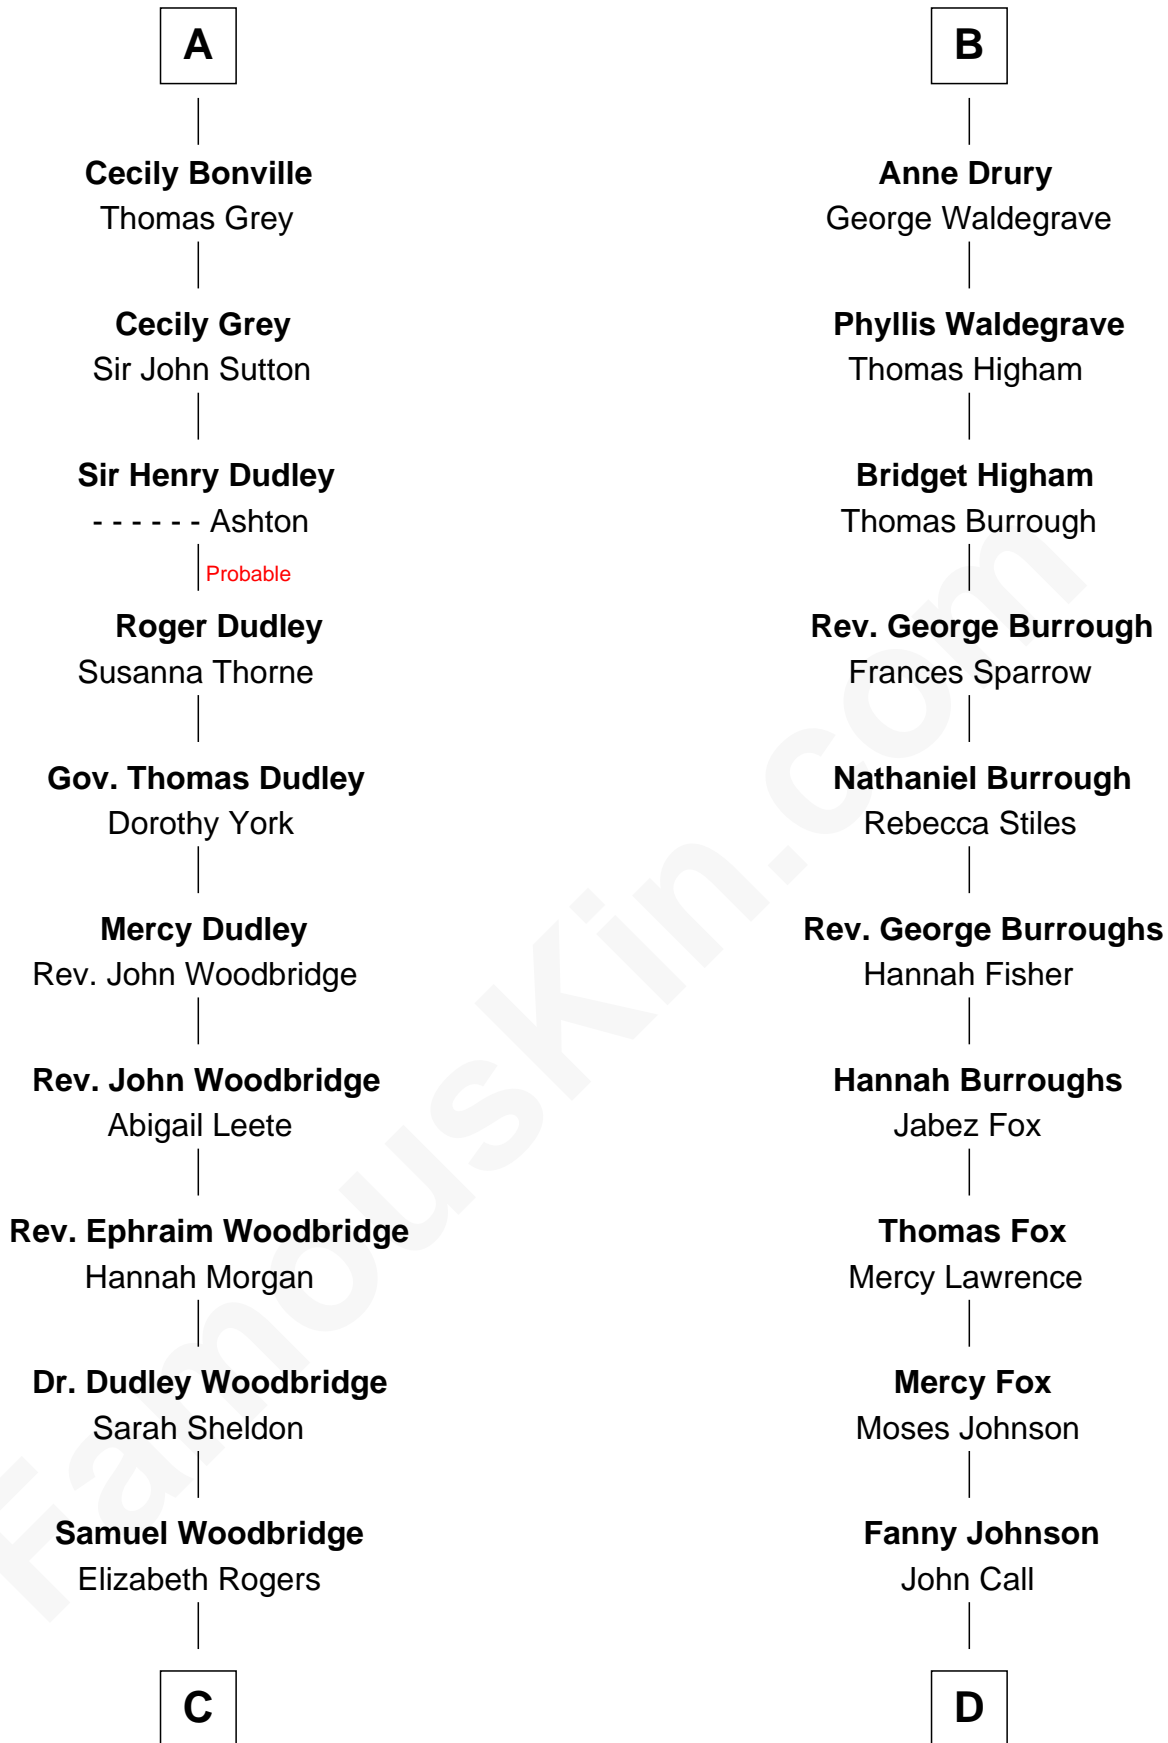 A
Cecily Bonville
Thomas Grey
Cecily Grey
Sir John Sutton
Sir Henry Dudley
- - - - - - Ashton
Probable
Roger Dudley
Susanna Thorne
Gov. Thomas Dudley
Dorothy York
Mercy Dudley
Rev. John Woodbridge
Rev. John Woodbridge
Abigail Leete
Rev. Ephraim Woodbridge
Hannah Morgan
Dr. Dudley Woodbridge
Sarah Sheldon
Samuel Woodbridge
Elizabeth Rogers
C
B
Anne Drury
George Waldegrave
Phyllis Waldegrave
Thomas Higham
Bridget Higham
Thomas Burrough
Rev. George Burrough
Frances Sparrow
Nathaniel Burrough
Rebecca Stiles
Rev. George Burroughs
Hannah Fisher
Hannah Burroughs
Jabez Fox
Thomas Fox
Mercy Lawrence
Mercy Fox
Moses Johnson
Fanny Johnson
John Call
D
FamousKin.com